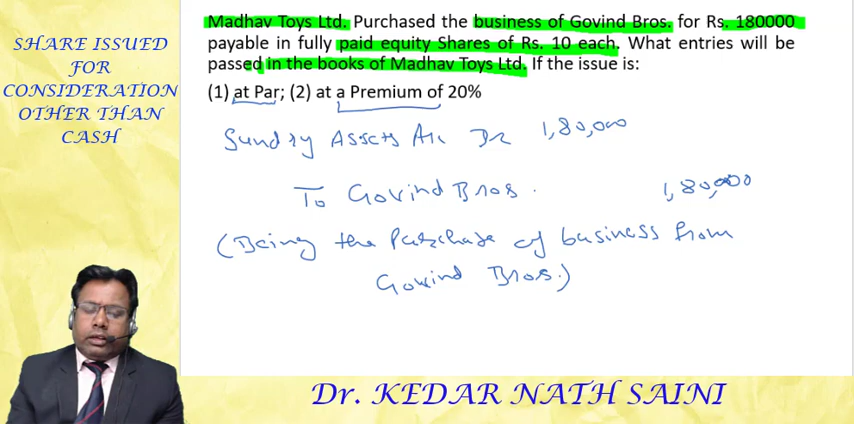 SHARE ISSUED
FOR
CONSIDERATION
OTHER THAN
CASH
Madhav Toys Ltd. Purchased the business of Govind Bros. for Rs. 180000
payable in fully paid equity Shares of Rs. 10 each. What entries will be
passed in the books of Madhav Toys Ltd. If the issue is:
(1) at Par; (2) at a Premium of 20%
Sundry Assets A/c Dr 1,80,000
To Govind Bros. 1,80,000
(Being the Purchase of business from
Govind Bros.)
Dr. KEDAR NATH SAINI